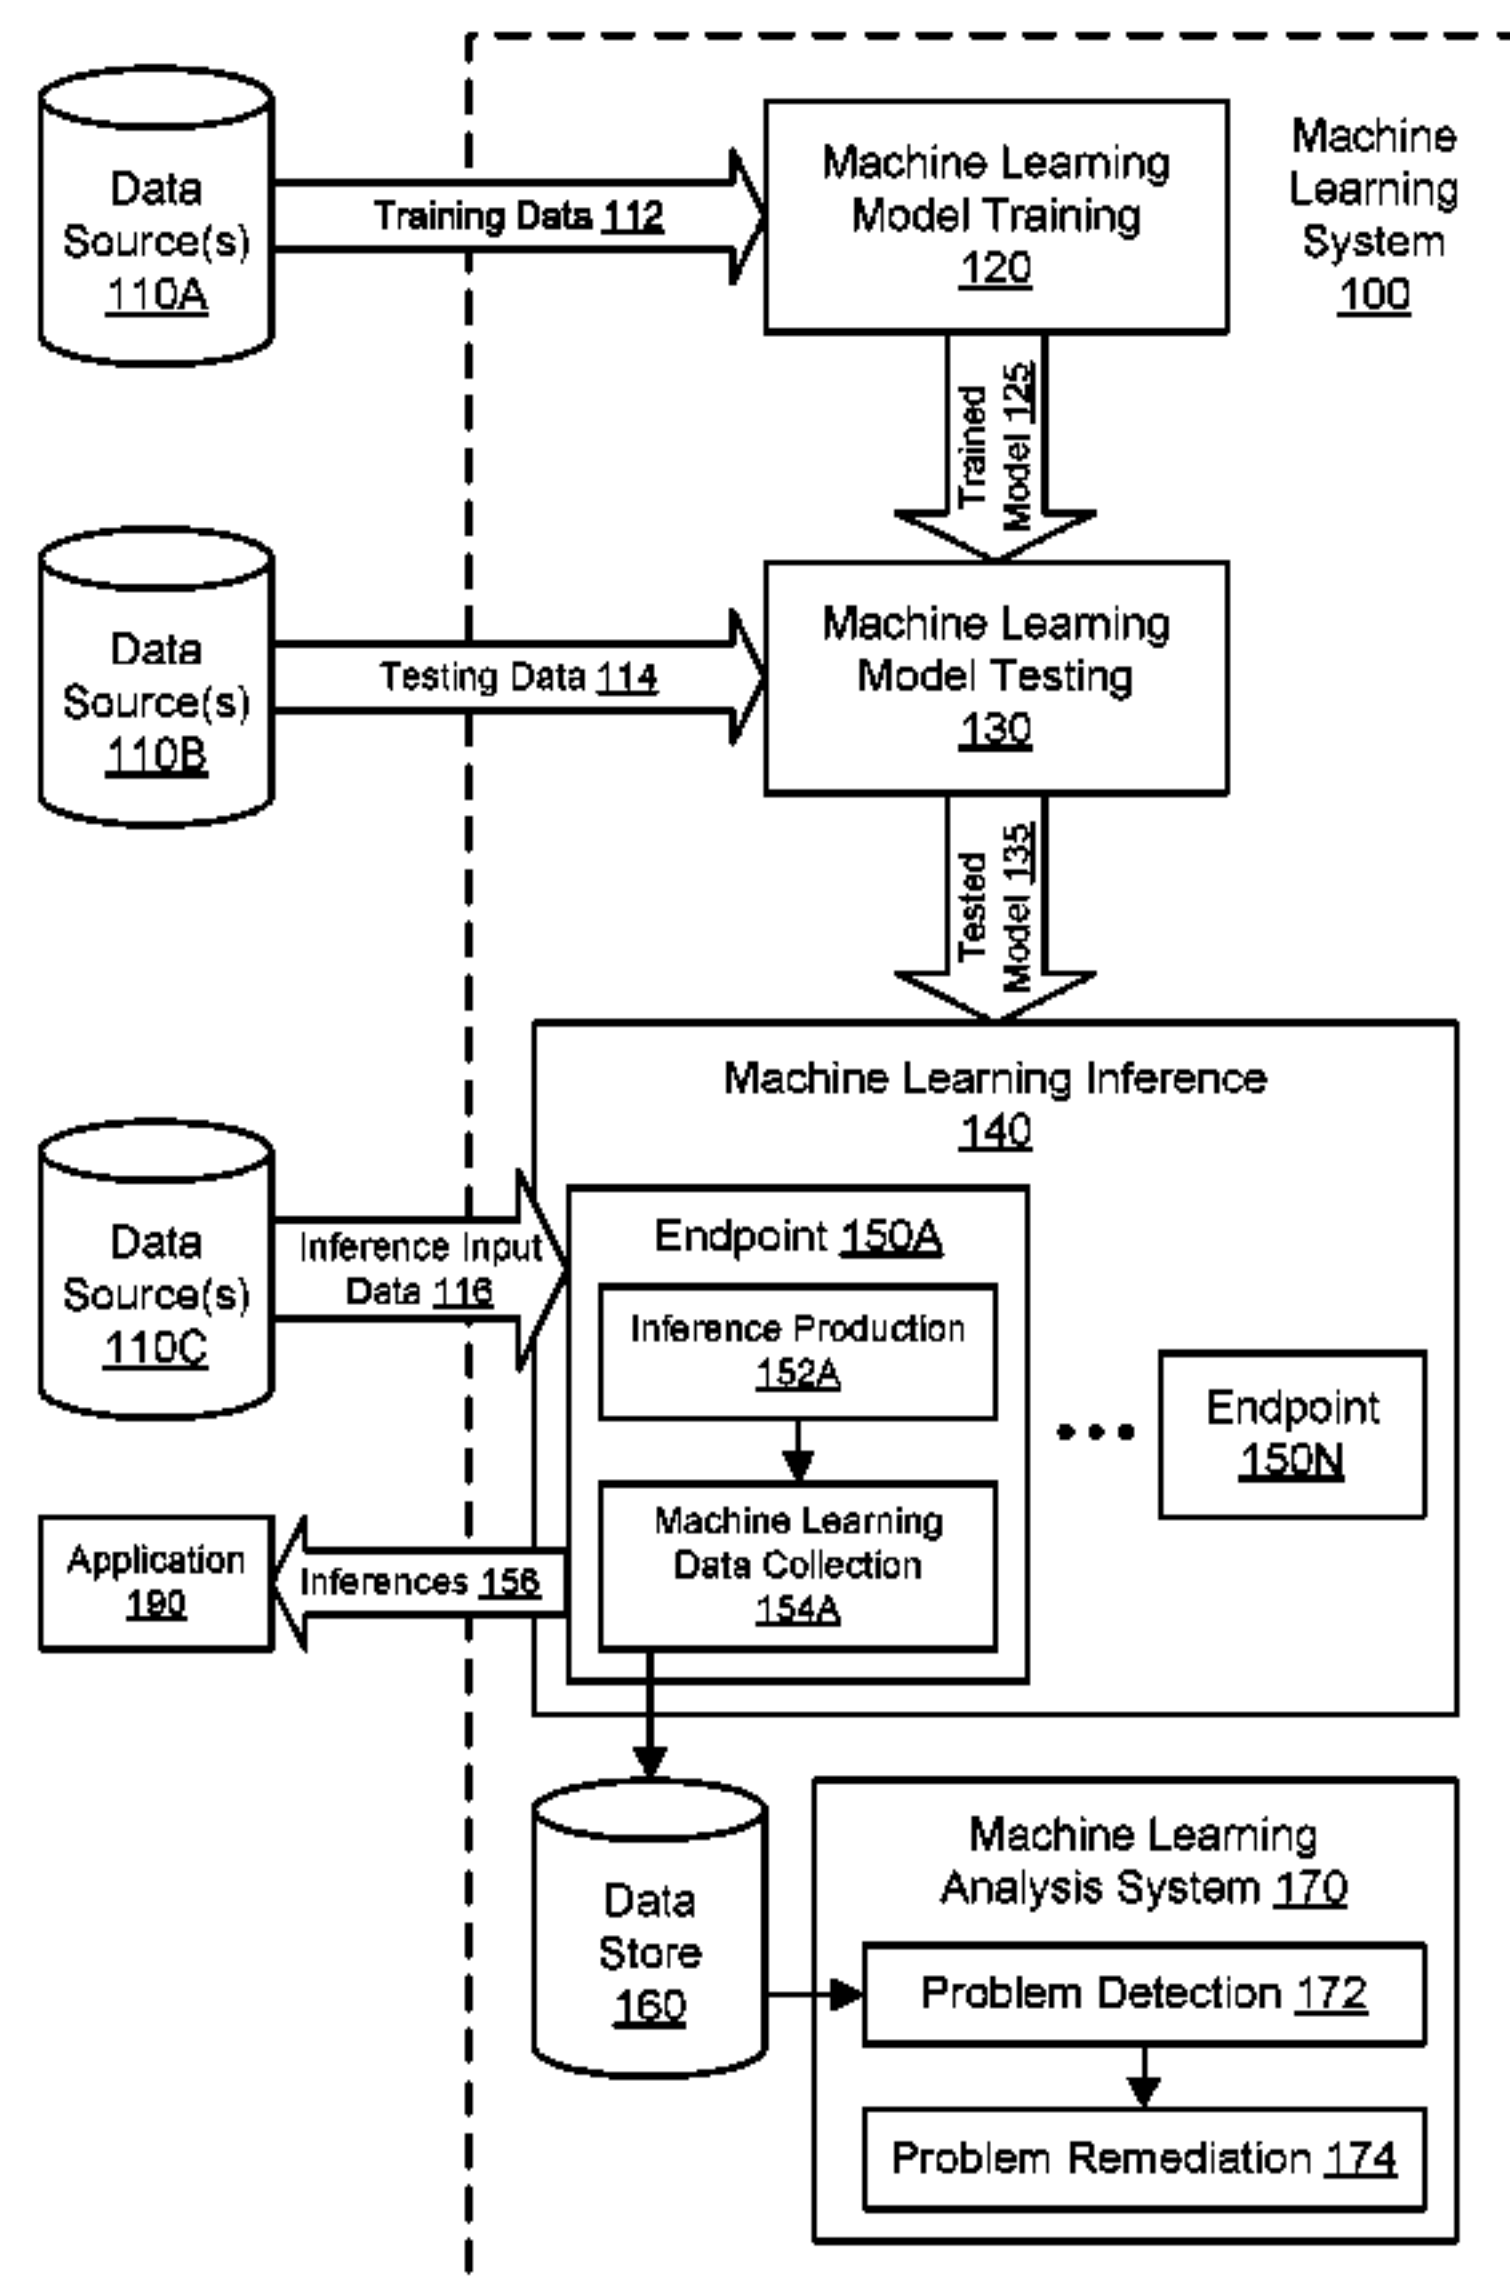 Data
Source(s)
110A
Training Data 112
Machine Learning
Model Training
120
Machine
Learning
System
100
Trained
Model 125
Data
Source(s)
110B
Testing Data 114
Machine Learning
Model Testing
130
Tested
Model 135
Machine Learning Inference
140
Data
Source(s)
110C
Inference Input
Data 116
Endpoint 150A
Inference Production
152A
Machine Learning
Data Collection
154A
Endpoint
150N
Application
190
Inferences 156
Data
Store
160
Machine Learning
Analysis System 170
Problem Detection 172
Problem Remediation 174